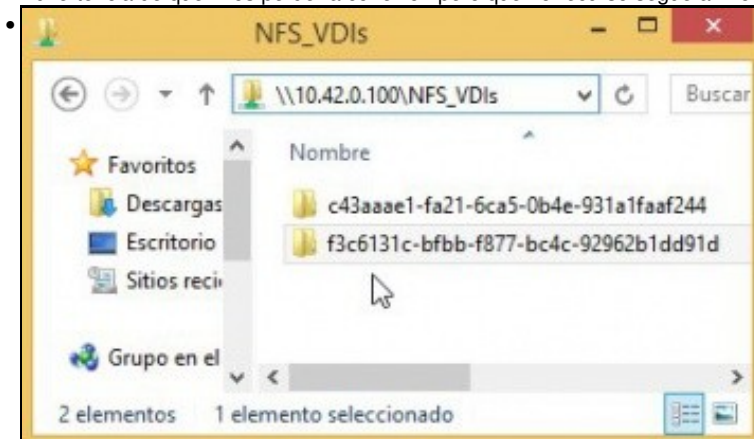 NFS_VDIs
\\10.42.0.100\NFS_VDIs
Buscar
Favoritos
Descargas
Escritorio
Sitios reci
Grupo en el
Nombre
c43aaae1-fa21-6ca5-0b4e-931a1faaf244
f3c6131c-bfbb-f877-bc4c-92962b1dd91d
2 elementos 1 elemento seleccionado